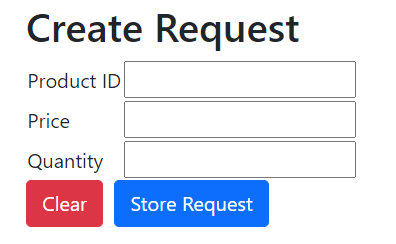 Create Request
Product ID
Price
Quantity
Clear Store Request